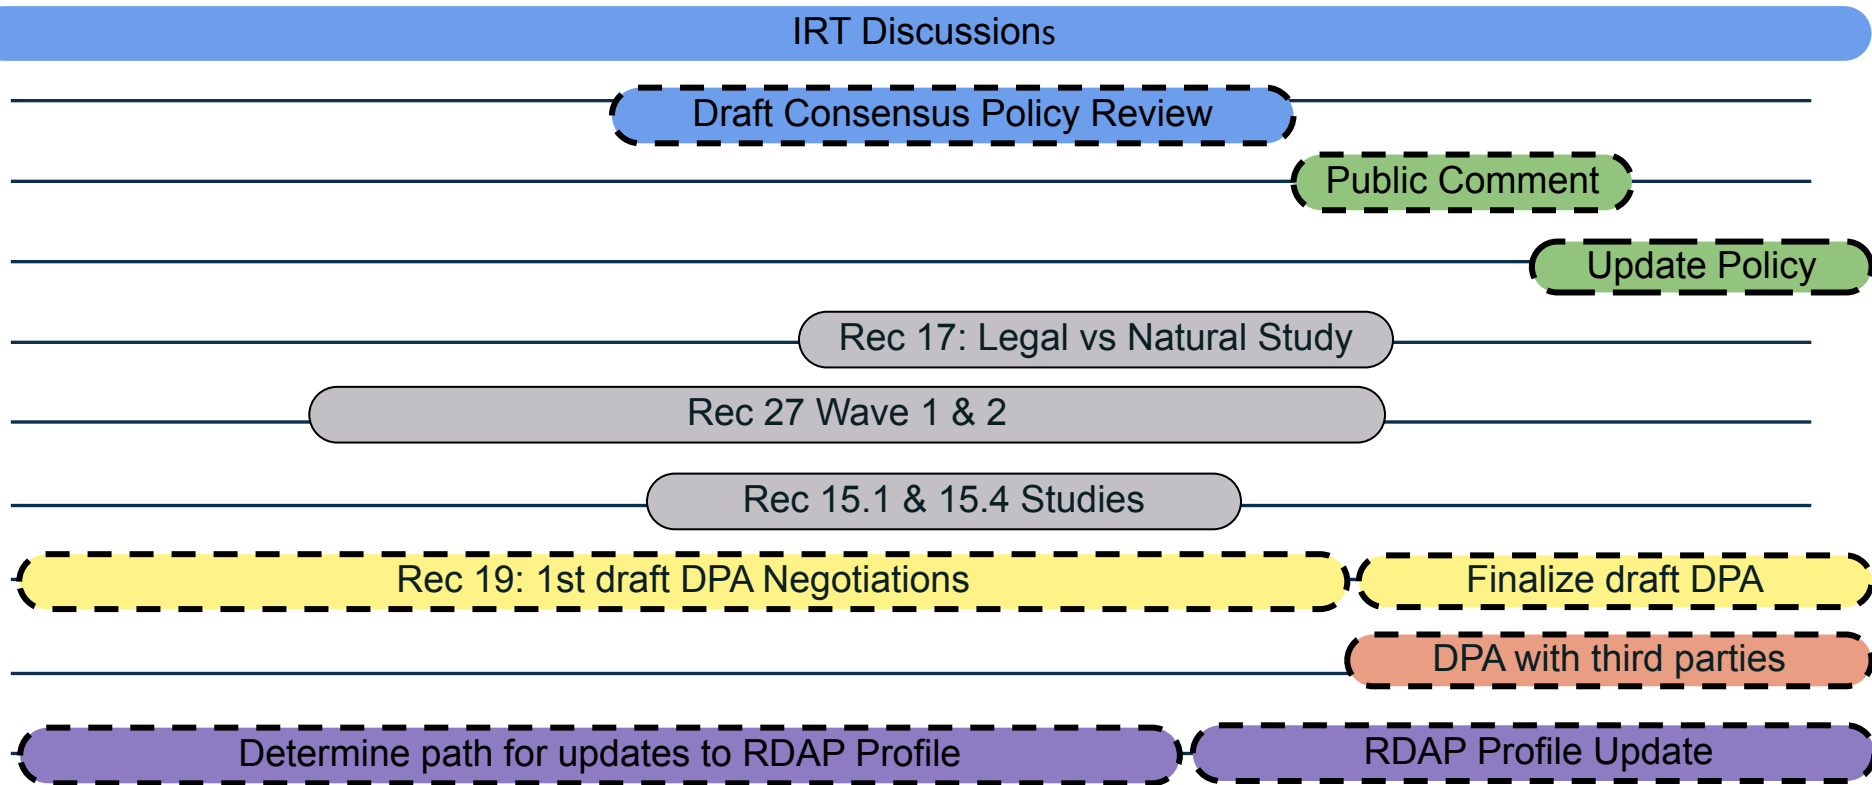 IRT Discussions
Draft Consensus Policy Review
Public Comment
Update Policy
Rec 17: Legal vs Natural Study
Rec 27 Wave 1 & 2
Rec 15.1 & 15.4 Studies
Rec 19: 1st draft DPA Negotiations
Finalize draft DPA
DPA with third parties
Determine path for updates to RDAP Profile
RDAP Profile Update